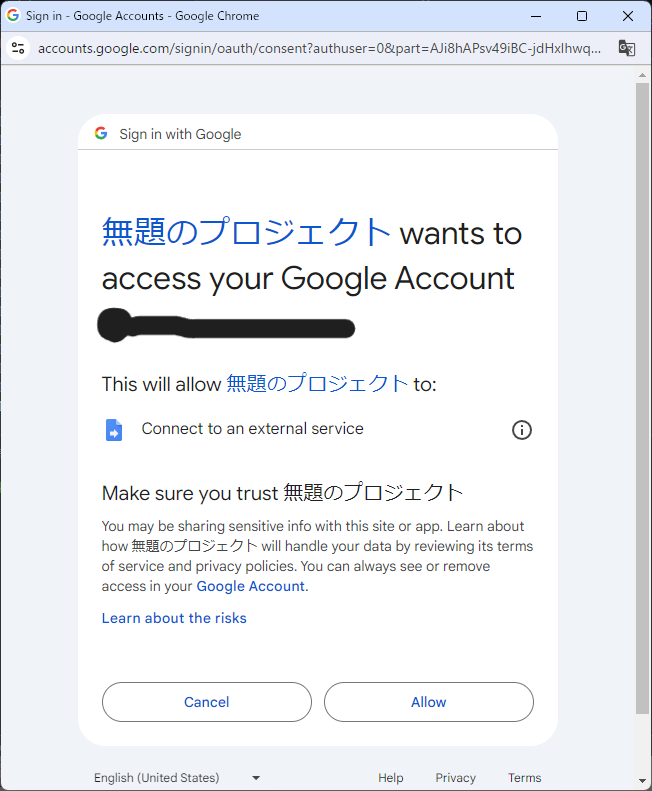 Sign in - Google Accounts - Google Chrome
accounts.google.com/signin/oauth/consent?authuser=0&part=AJi8hAPsv49iBC-jdHxIhwq...
Sign in with Google
無題のプロジェクト wants to
access your Google Account
This will allow 無題のプロジェクト to:
Connect to an external service
Make sure you trust 無題のプロジェクト
You may be sharing sensitive info with this site or app. Learn about
how 無題のプロジェクト will handle your data by reviewing its terms
of service and privacy policies. You can always see or remove
access in your Google Account.
Learn about the risks
Cancel Allow
English (United States) Help Privacy Terms